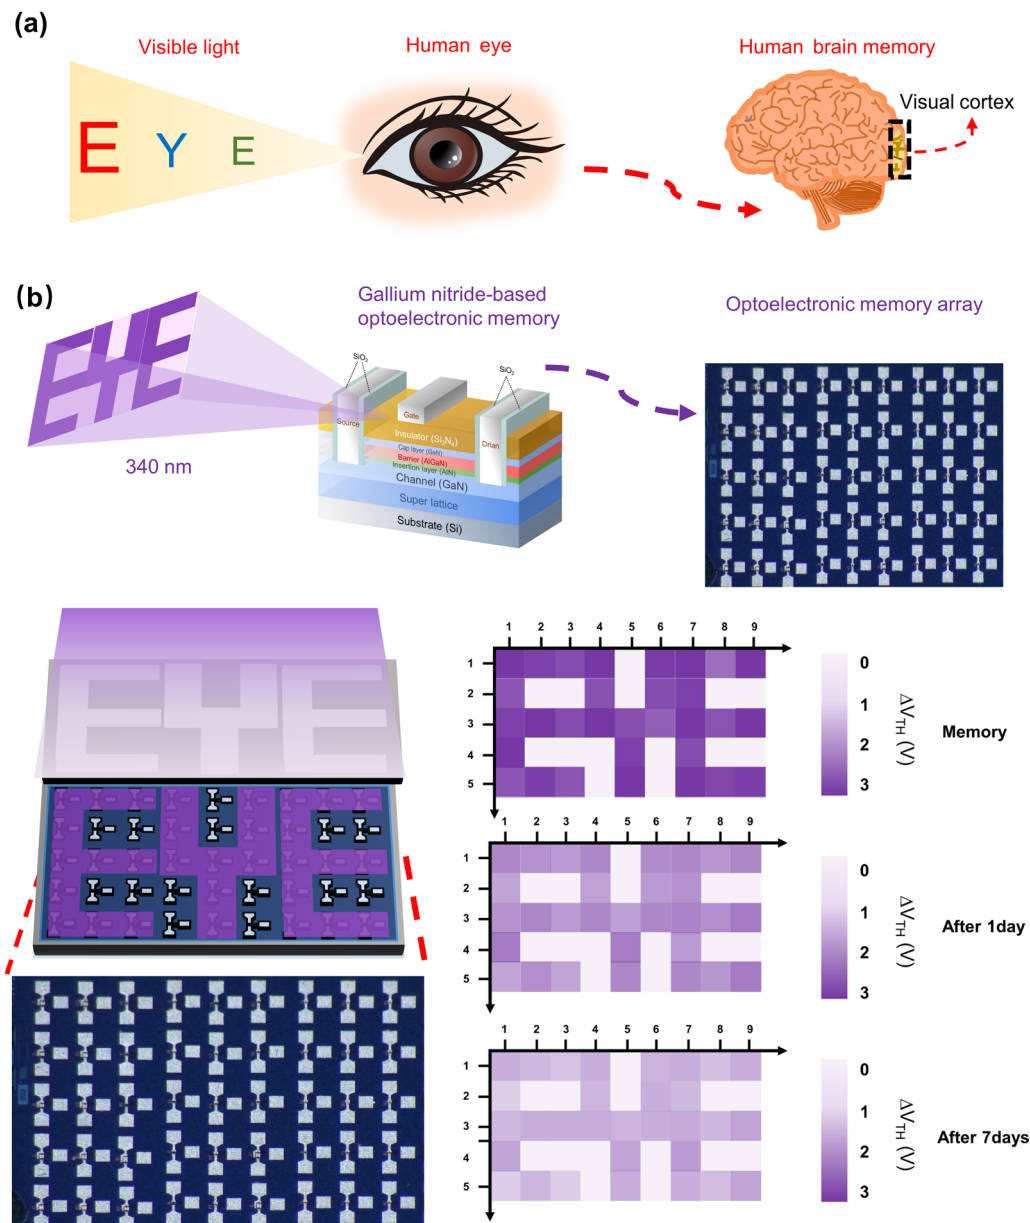 (a)
Visible light
Human eye
Human brain memory
E Y E
Visual cortex
(b)
Gallium nitride-based
optoelectronic memory
Optoelectronic memory array
EYE
340 nm
SiO₂
SiO₂
Source
Gate
Drian
Insulator (Si₃N₄)
Cap layer (GaN)
Barrier (AlGaN)
Insertion layer (AlN)
Channel (GaN)
Super lattice
Substrate (Si)
EYE
1 2 3 4 5 6 7 8 9
1
2
3
4
5
0
1
2
3
ΔV_TH (V)
Memory
1 2 3 4 5 6 7 8 9
1
2
3
4
5
0
1
2
3
ΔV_TH (V)
After 1day
1 2 3 4 5 6 7 8 9
1
2
3
4
5
0
1
2
3
ΔV_TH (V)
After 7days